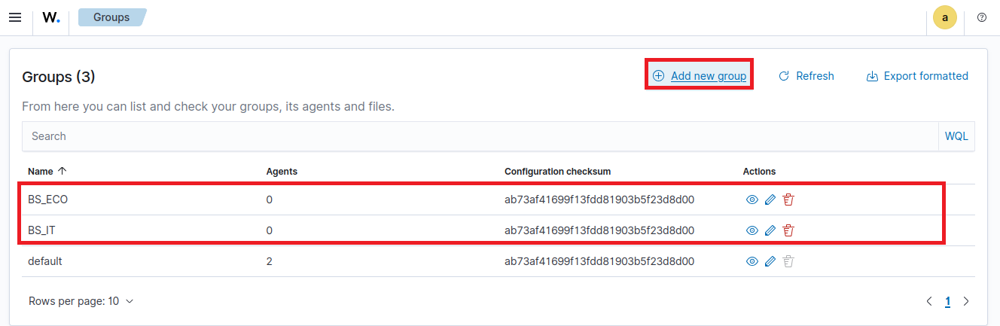 W. Groups a
Groups (3) Add new group Refresh Export formatted
From here you can list and check your groups, its agents and files.
Search WQL
Name Agents Configuration checksum Actions
BS_ECO 0 ab73af41699f13fdd81903b5f23d8d00
BS_IT 0 ab73af41699f13fdd81903b5f23d8d00
default 2 ab73af41699f13fdd81903b5f23d8d00
Rows per page: 10 1